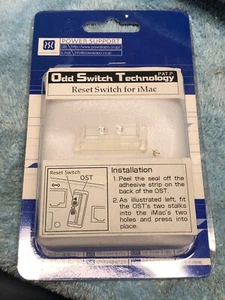 POWER SUPPORT
Odd Switch Technology
PAT P
Reset Switch for iMac
Reset Switch
OST
Installation
1. Peel the seal off the
adhesive strip on the
back of the OST.
2. As illustrated left, fit
the OST's two stalks
into the iMac's two
holes and press into
place.